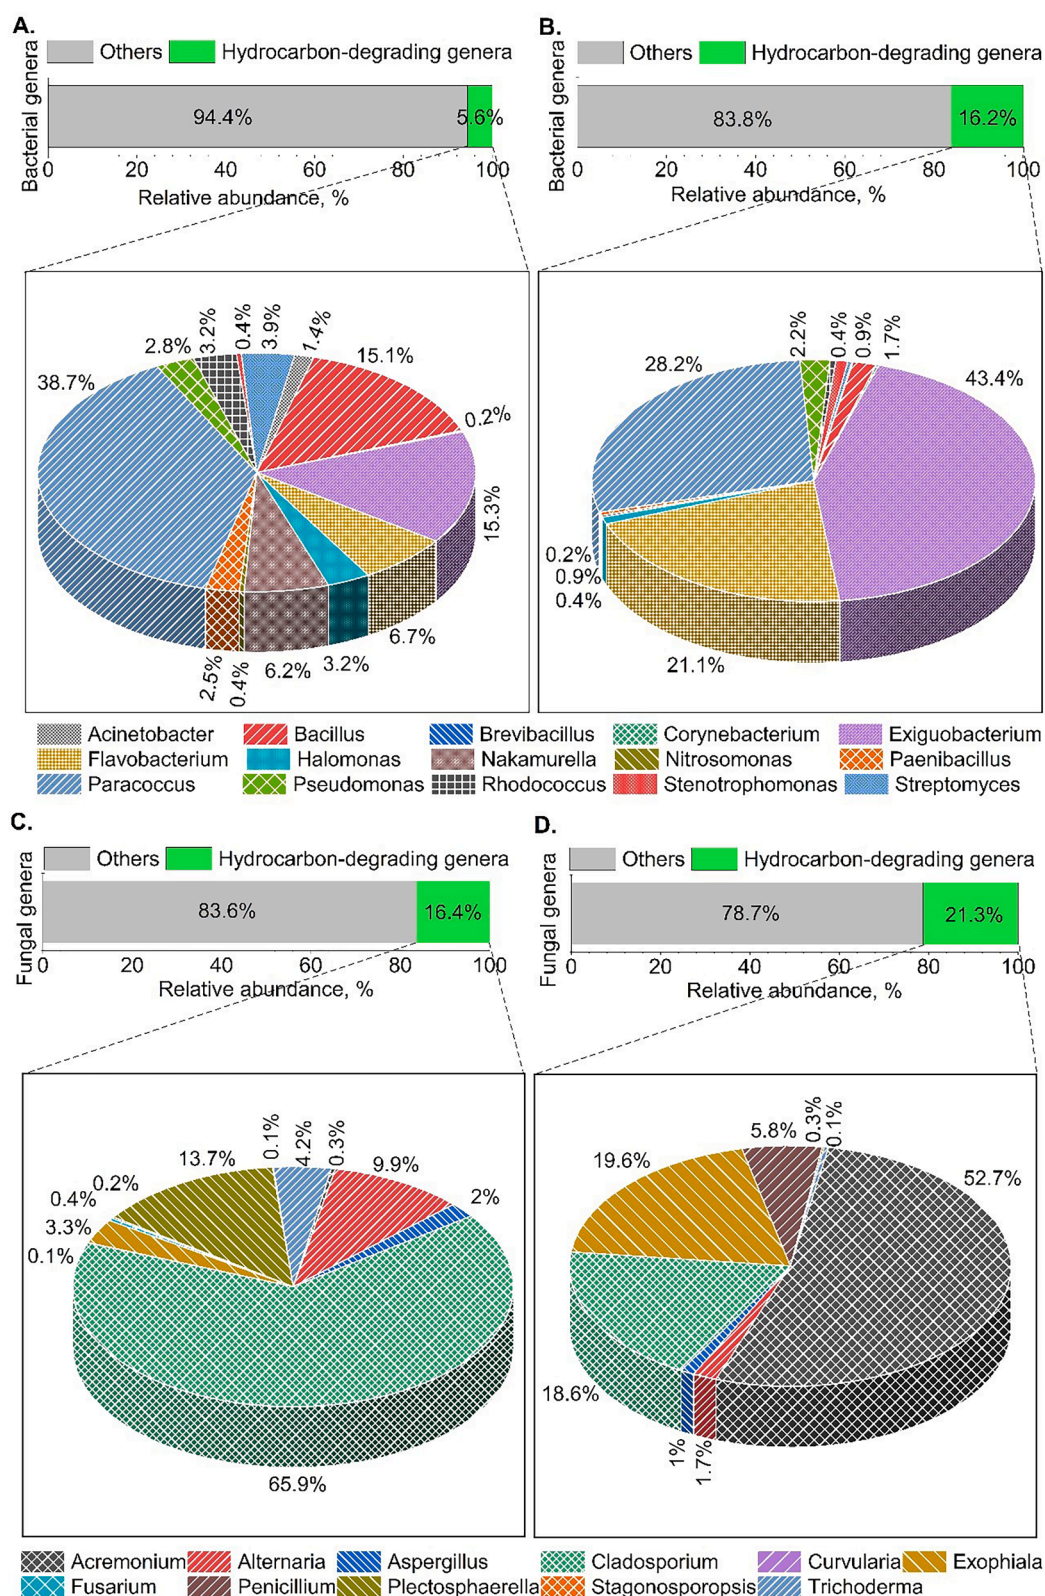 A.
Others Hydrocarbon-degrading genera
Bacterial genera
94.4% 5.6%
0 20 40 60 80 100
Relative abundance, %
B.
Others Hydrocarbon-degrading genera
Bacterial genera
83.8% 16.2%
0 20 40 60 80 100
Relative abundance, %
2.8% 3.2% 0.4% 3.9% 1.4%
15.1%
38.7%
0.2%
15.3%
6.7%
2.5% 0.4% 6.2% 3.2%
2.2% 0.4% 0.9% 1.7%
28.2%
43.4%
0.2%
0.9%
0.4%
21.1%
Acinetobacter Bacillus Brevibacillus Corynebacterium Exiguobacterium
Flavobacterium Halomonas Nakamurella Nitrosomonas Paenibacillus
Paracoccus Pseudomonas Rhodococcus Stenotrophomonas Streptomyces
C.
Others Hydrocarbon-degrading genera
Fungal genera
83.6% 16.4%
0 20 40 60 80 100
Relative abundance, %
D.
Others Hydrocarbon-degrading genera
Fungal genera
78.7% 21.3%
0 20 40 60 80 100
Relative abundance, %
0.1% 4.2% 0.3%
13.7% 9.9%
0.2%
0.4% 2%
3.3%
0.1%
65.9%
0.3% 0.1%
5.8%
19.6%
52.7%
18.6%
1% 1.7%
Acremonium Alternaria Aspergillus Cladosporium Curvularia Exophiala
Fusarium Penicillium Plectosphaerella Stagonosporopsis Trichoderma